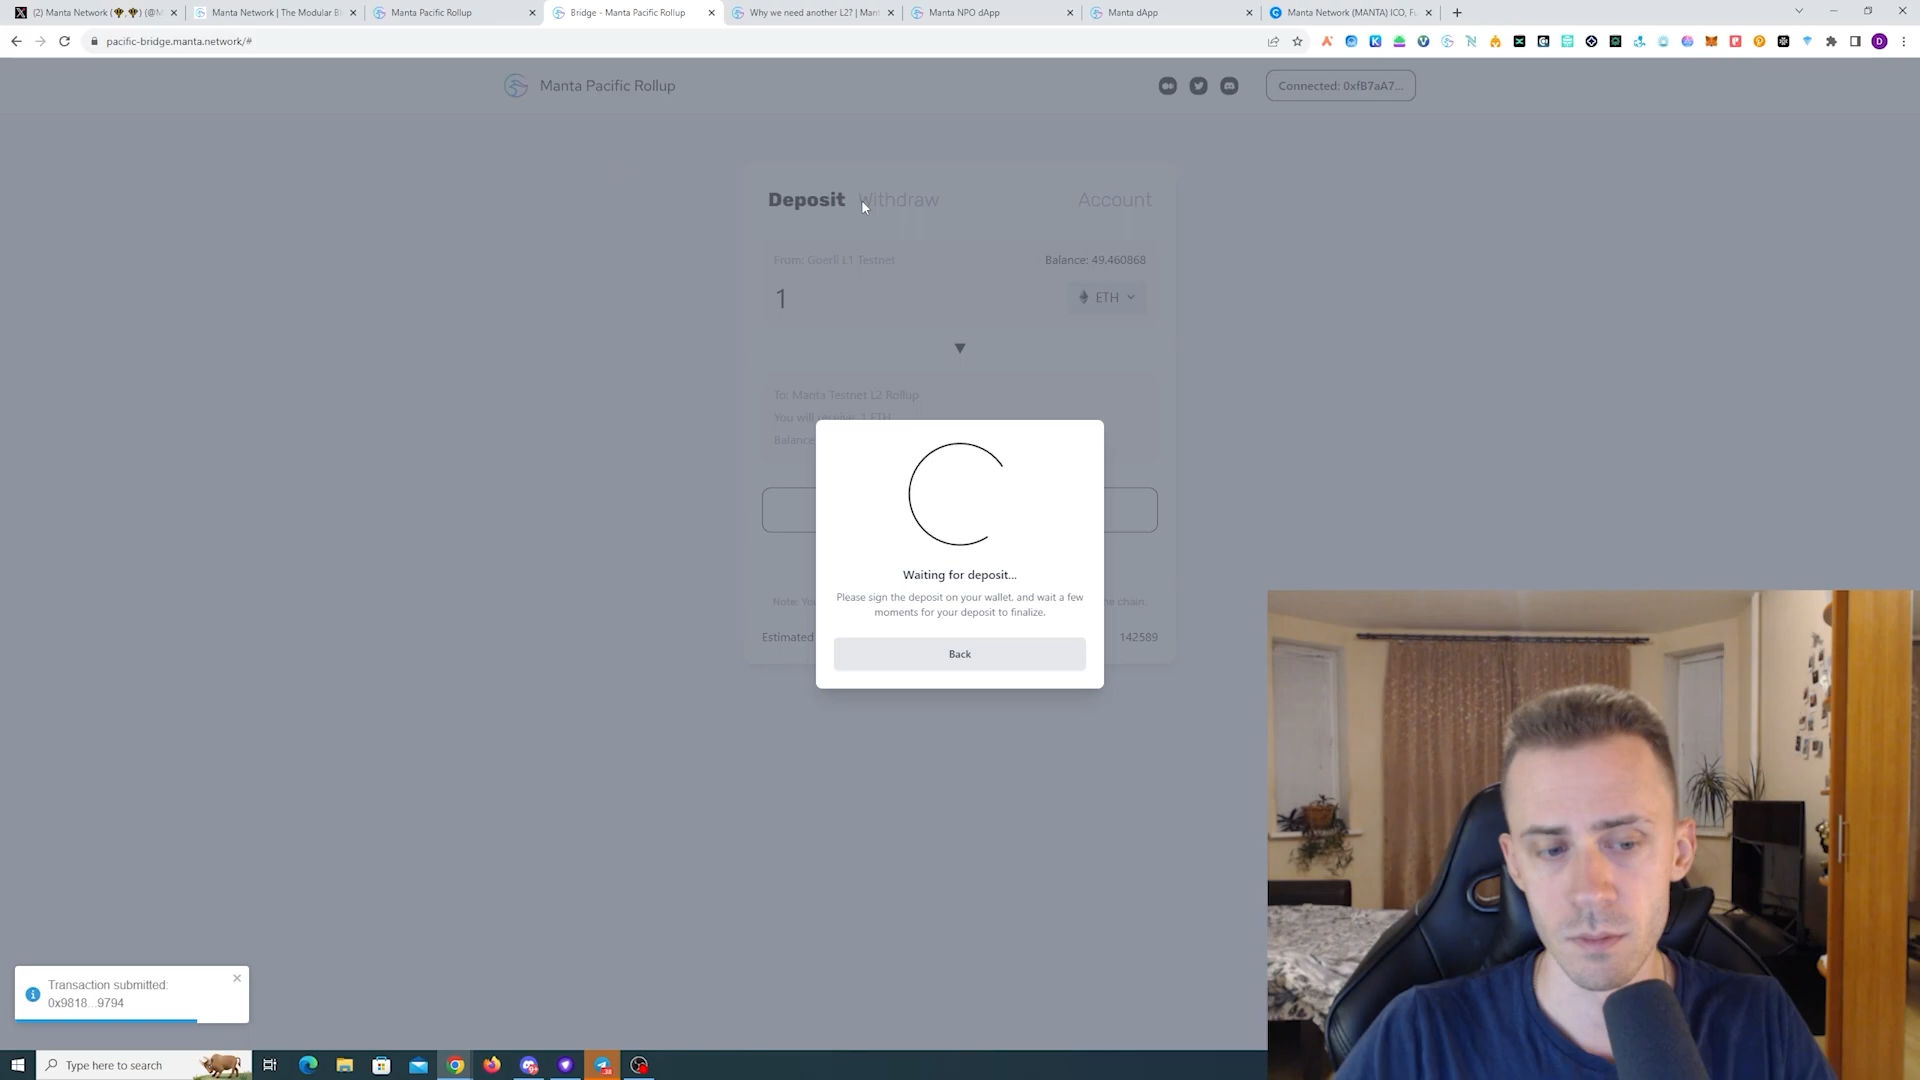 (2) Manta Network (
Manta Network | The Modular Bl
Manta Pacific Rollup
Bridge - Manta Pacific Rollup
Why we need another L2? | Mant
Manta NPO dApp
Manta dApp
Manta Network (MANTA) ICO, Fu
pacific-bridge.manta.network/#
Manta Pacific Rollup
Connected: 0xfB7aA7...
Deposit
Withdraw
Account
From: Goerli L1 Testnet
Balance: 49.460868
1
ETH
To: Manta Testnet L2 Rollup
You will receive: 1 ETH
Balance
Waiting for deposit...
Please sign the deposit on your wallet, and wait a few
moments for your deposit to finalize.
Note: You
chain.
Estimated
142589
Back
Transaction submitted:
0x9818...9794
Type here to search